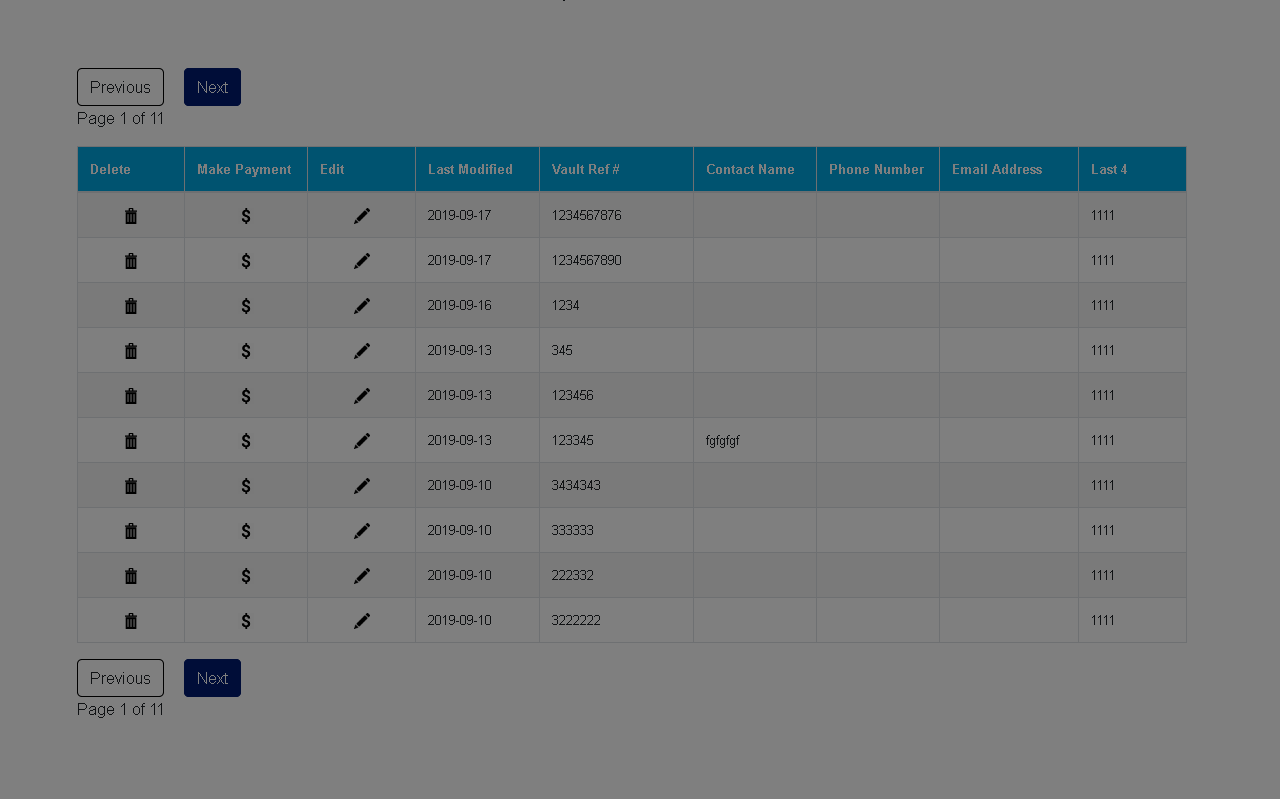 Previous Next
Page 1 of 11
Delete Make Payment Edit Last Modified Vault Ref # Contact Name Phone Number Email Address Last 4
$ 2019-09-17 1234567876 1111
$ 2019-09-17 1234567890 1111
$ 2019-09-16 1234 1111
$ 2019-09-13 345 1111
$ 2019-09-13 123456 1111
$ 2019-09-13 123345 fgfgfgf 1111
$ 2019-09-10 3434343 1111
$ 2019-09-10 333333 1111
$ 2019-09-10 222332 1111
$ 2019-09-10 3222222 1111
Previous Next
Page 1 of 11